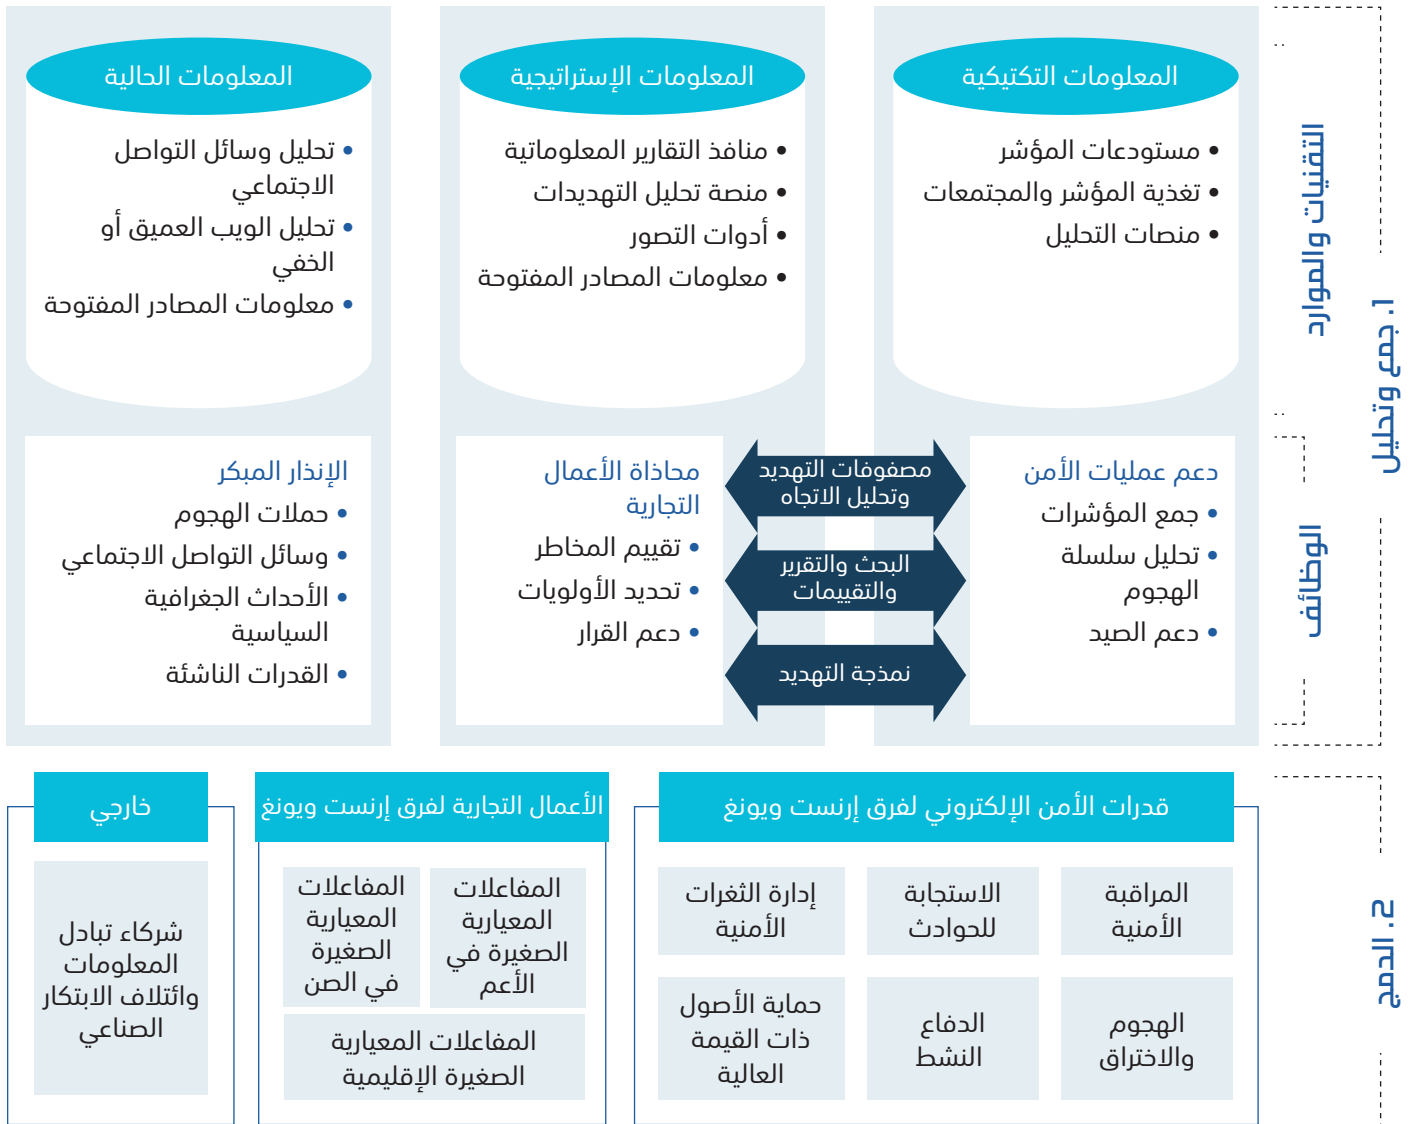 المعلومات التكتيكية
• مستودعات المؤشر
• تغذية المؤشر والمجتمعات
• منصات التحليل
المعلومات الإستراتيجية
• منافذ التقارير المعلوماتية
• منصة تحليل التهديدات
• أدوات التصور
• معلومات المصادر المفتوحة
المعلومات الحالية
• تحليل وسائل التواصل
الاجتماعي
• تحليل الويب العميق أو
الخفي
• معلومات المصادر المفتوحة
التقنيات والموارد
1. جمع وتحليل
دعم عمليات الأمن
• جمع المؤشرات
• تحليل سلسلة
الهجوم
• دعم الصيد
مصفوفات التهديد
وتحليل الاتجاه
البحث والتقرير
والتقييمات
نمذجة التهديد
محاذاة الأعمال
التجارية
• تقييم المخاطر
• تحديد الأولويات
• دعم القرار
الإنذار المبكر
• حملات الهجوم
• وسائل التواصل الاجتماعي
• الأحداث الجغرافية
السياسية
• القدرات الناشئة
الوظائف
قدرات الأمن الإلكتروني لفرق إرنست ويونغ
المراقبة
الأمنية
الاستجابة
للحوادث
إدارة الثغرات
الأمنية
الهجوم
والاختراق
الدفاع
النشط
حماية الأصول
ذات القيمة
العالية
الأعمال التجارية لفرق إرنست ويونغ
المفاعلات
المعيارية
الصغيرة في
الأعم
المفاعلات
المعيارية
الصغيرة
في الصن
المفاعلات المعيارية
الصغيرة الإقليمية
خارجي
شركاء تبادل
المعلومات
وائتلاف الابتكار
الصناعي
2. الدمج